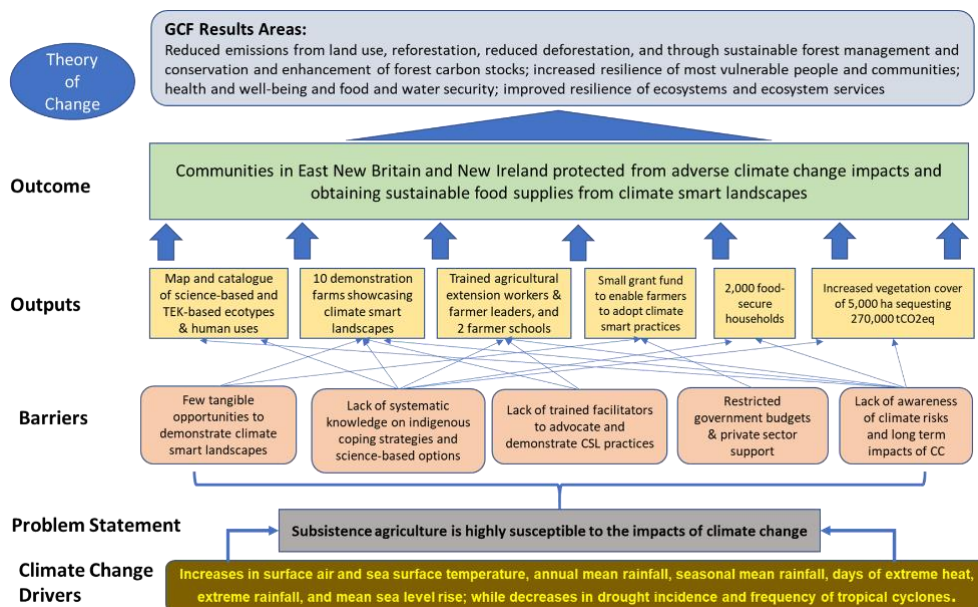 Theory
of
Change
GCF Results Areas:
Reduced emissions from land use, reforestation, reduced deforestation, and through sustainable forest management and
conservation and enhancement of forest carbon stocks; increased resilience of most vulnerable people and communities;
health and well-being and food and water security; improved resilience of ecosystems and ecosystem services
Outcome
Communities in East New Britain and New Ireland protected from adverse climate change impacts and
obtaining sustainable food supplies from climate smart landscapes
Outputs
Map and catalogue
of science-based and
TEK-based ecotypes
& human uses
10 demonstration
farms showcasing
climate smart
landscapes
Trained agricultural
extension workers &
farmer leaders, and
2 farmer schools
Small grant fund
to enable farmers
to adopt climate
smart practices
2,000 food-
secure
households
Increased vegetation cover
of 5,000 ha sequesting
270,000 tCO2eq
Barriers
Few tangible
opportunities to
demonstrate climate
smart landscapes
Lack of systematic
knowledge on indigenous
coping strategies and
science-based options
Lack of trained facilitators
to advocate and
demonstrate CSL practices
Restricted
government budgets
& private sector
support
Lack of awareness
of climate risks
and long term
impacts of CC
Problem Statement
Subsistence agriculture is highly susceptible to the impacts of climate change
Climate Change
Drivers
Increases in surface air and sea surface temperature, annual mean rainfall, seasonal mean rainfall, days of extreme heat,
extreme rainfall, and mean sea level rise; while decreases in drought incidence and frequency of tropical cyclones.